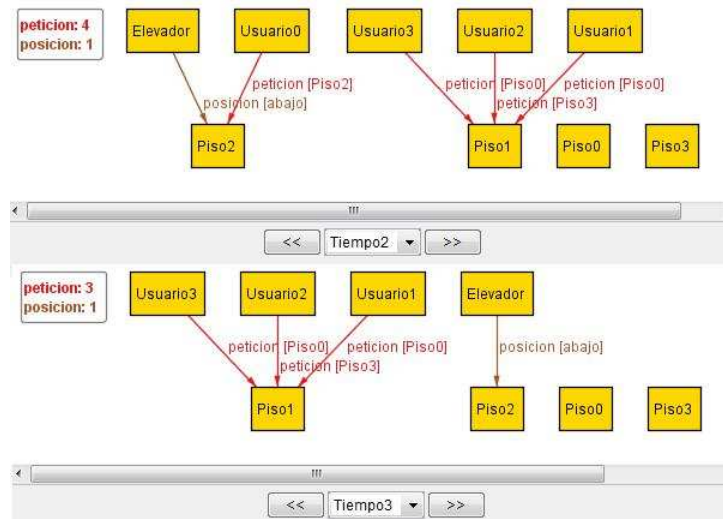 peticion: 4
posicion: 1
Elevador
Usuario0
Usuario3
Usuario2
Usuario1
peticion [Piso2]
peticion [Piso0]
peticion [Piso0]
posicion [abajo]
peticion [Piso3]
Piso2
Piso1
Piso0
Piso3
<<
Tiempo2
>>
peticion: 3
posicion: 1
Usuario3
Usuario2
Usuario1
Elevador
peticion [Piso0]
peticion [Piso0]
posicion [abajo]
peticion [Piso3]
Piso1
Piso2
Piso0
Piso3
<<
Tiempo3
>>